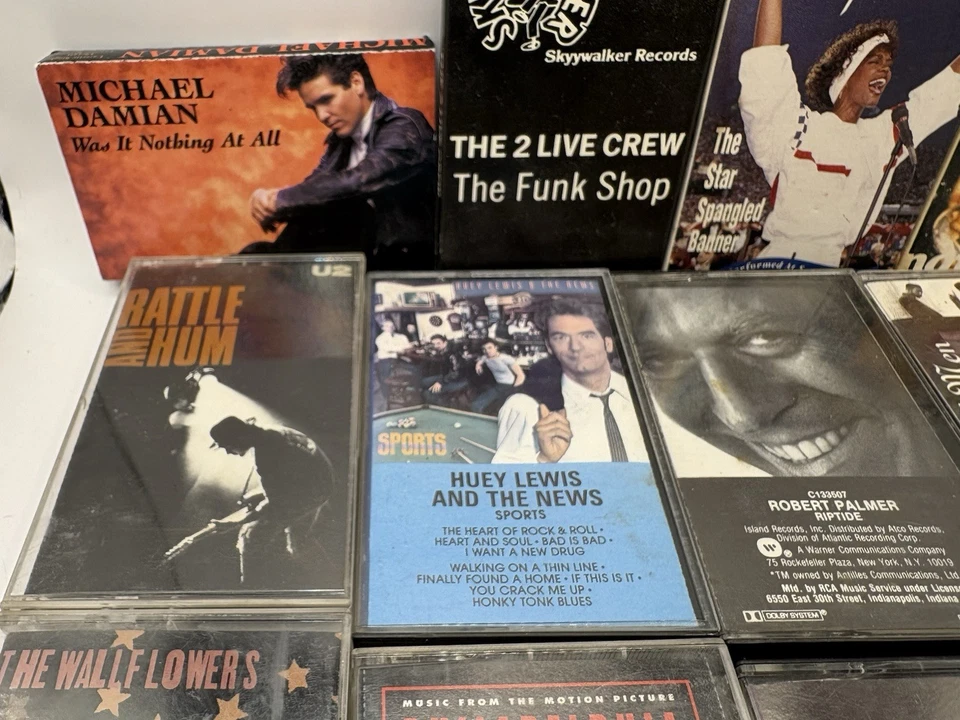 MICHAEL DAMIAN
MICHAEL
DAMIAN
Was It Nothing At All
Skyywalker Records
THE 2 LIVE CREW
The Funk Shop
The
Star
Spangled
Banner
U2
RATTLE
AND HUM
HUEY LEWIS & THE NEWS
SPORTS
HUEY LEWIS
AND THE NEWS
SPORTS
THE HEART OF ROCK & ROLL •
HEART AND SOUL • BAD IS BAD •
I WANT A NEW DRUG
WALKING ON A THIN LINE •
FINALLY FOUND A HOME • IF THIS IS IT •
YOU CRACK ME UP •
HONKY TONK BLUES
C133507
ROBERT PALMER
RIPTIDE
Island Records, Inc. Distributed by Atco Records,
Division of Atlantic Recording Corp.
A Warner Communications Company
75 Rockefeller Plaza, New York, N.Y. 10019
*TM owned by Antilles Communications, Ltd.
Mfd. by RCA Music Service under License
6550 East 30th Street, Indianapolis, Indiana
DOLBY SYSTEM
Men
THE WALLFLOWERS
MUSIC FROM THE MOTION PICTURE